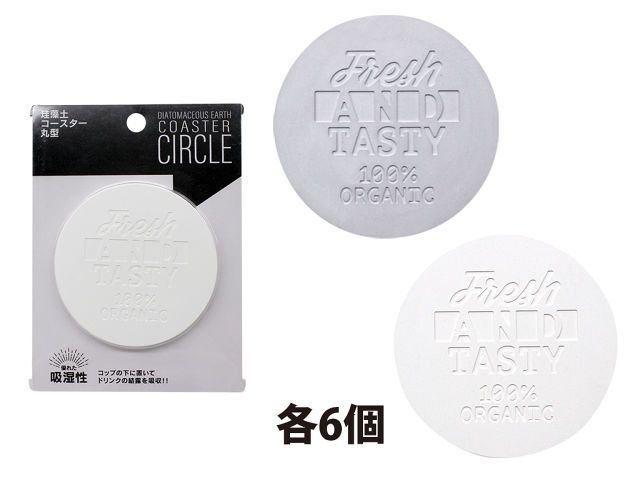 珪藻土
コースター
丸型
DIATOMACEOUS EARTH
COASTER
CIRCLE
Fresh
AND
TASTY
100%
ORGANIC
優れた
吸湿性
コップの下に置いて
ドリンクの結露を吸収!!
Fresh
AND
TASTY
100%
ORGANIC
Fresh
AND
TASTY
100%
ORGANIC
各6個